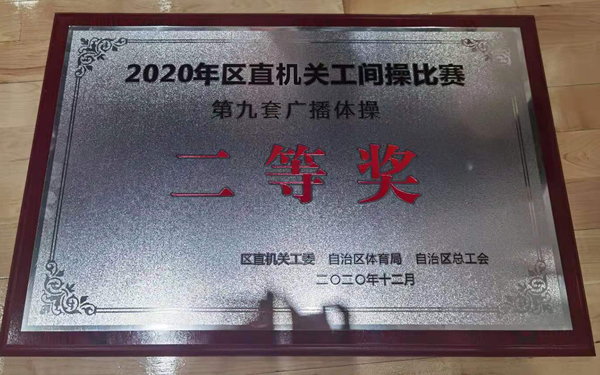 2020年区直机关工间操比赛
第九套广播体操
二等奖
区直机关工委 自治区体育局 自治区总工会
二〇二〇年十二月